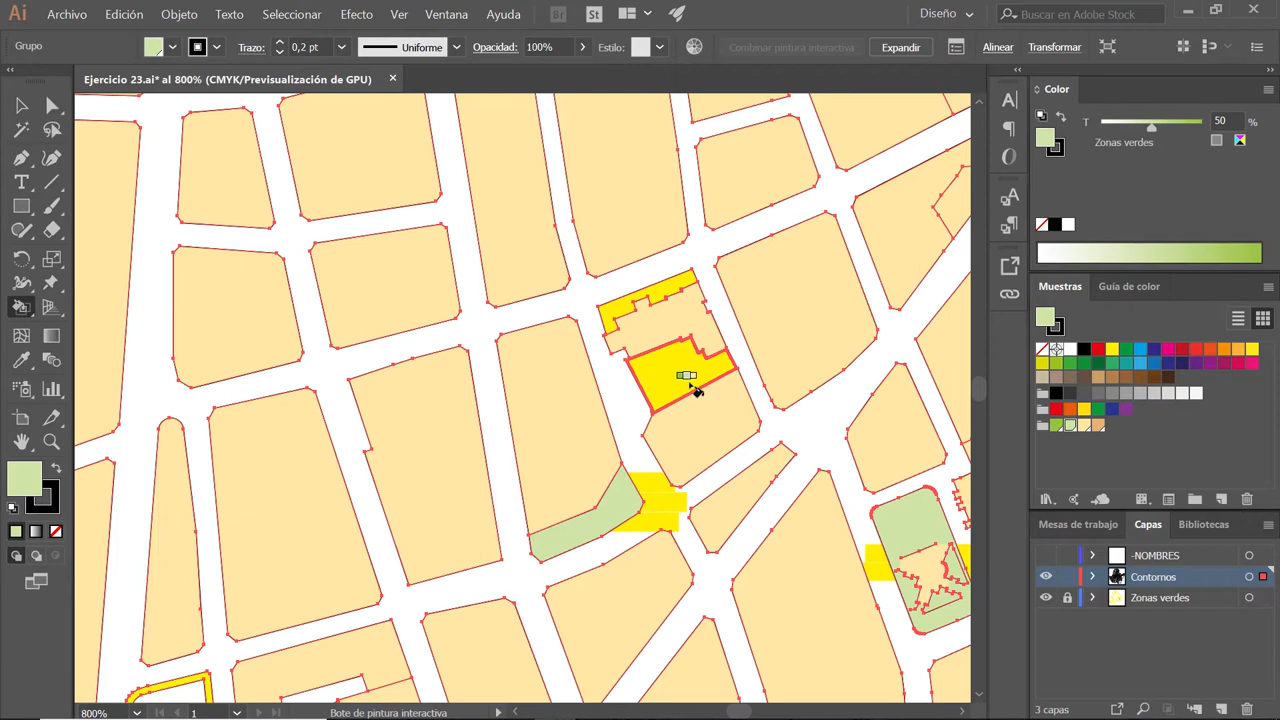 Ai Archivo Edición Objeto Texto Seleccionar Efecto Ver Ventana Ayuda Br St Diseño Buscar en Adobe Stock
Grupo Trazo: 0,2 pt Uniforme Opacidad: 100% Estilo: Combinar pintura interactiva Expandir Alinear Transformar
Ejercicio 23.ai* al 800% (CMYK/Previsualización de GPU)
Color
T 50 %
Zonas verdes
Muestras Guía de color
Mesas de trabajo Capas Bibliotecas
-NOMBRES
Contornos
Zonas verdes
3 capas
800% 1 Bote de pintura interactiva